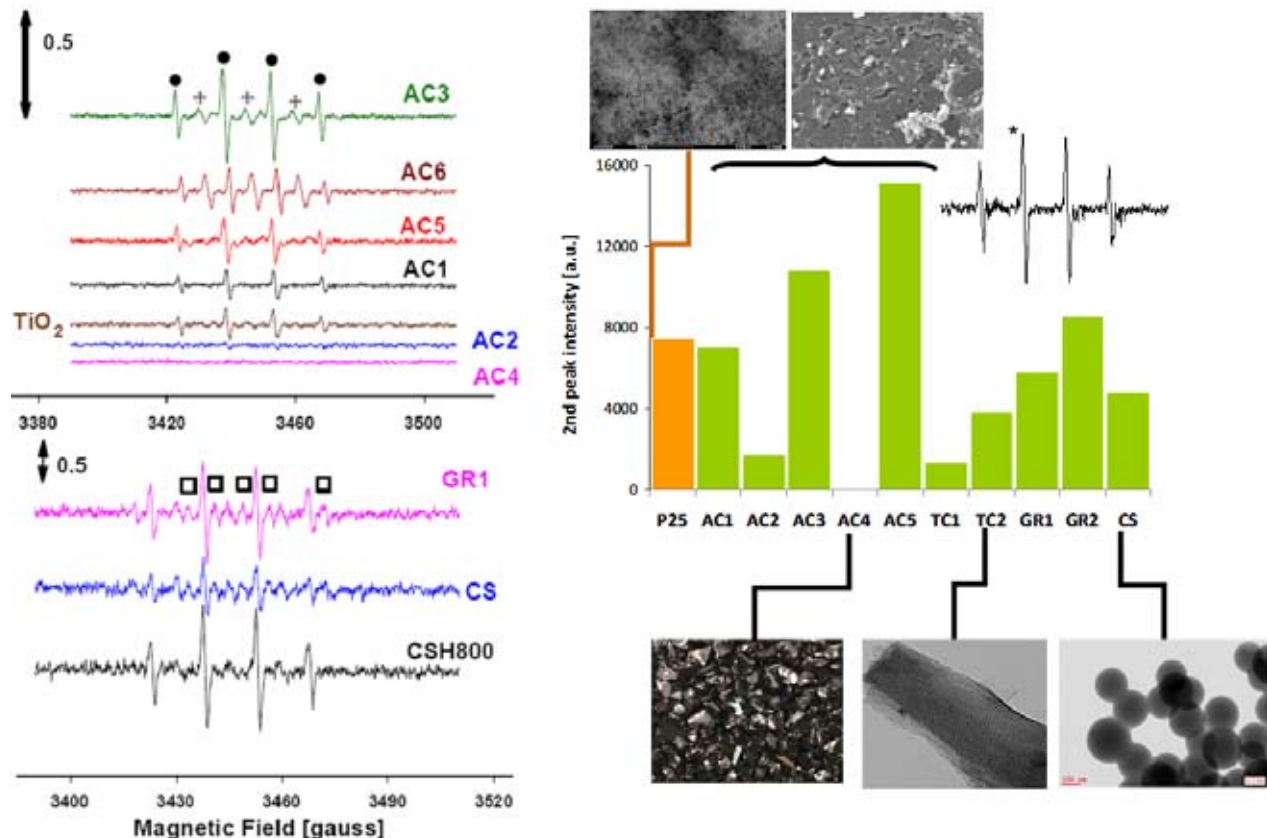 0.5
AC3
AC6
AC5
AC1
TiO2
AC2
AC4
3380 3420 3460 3500
0.5
GR1
CS
CSH800
3400 3430 3460 3490 3520
Magnetic Field [gauss]
*
2nd peak intensity [a.u.]
16000
12000
8000
4000
0
P25 AC1 AC2 AC3 AC4 AC5 TC1 TC2 GR1 GR2 CS